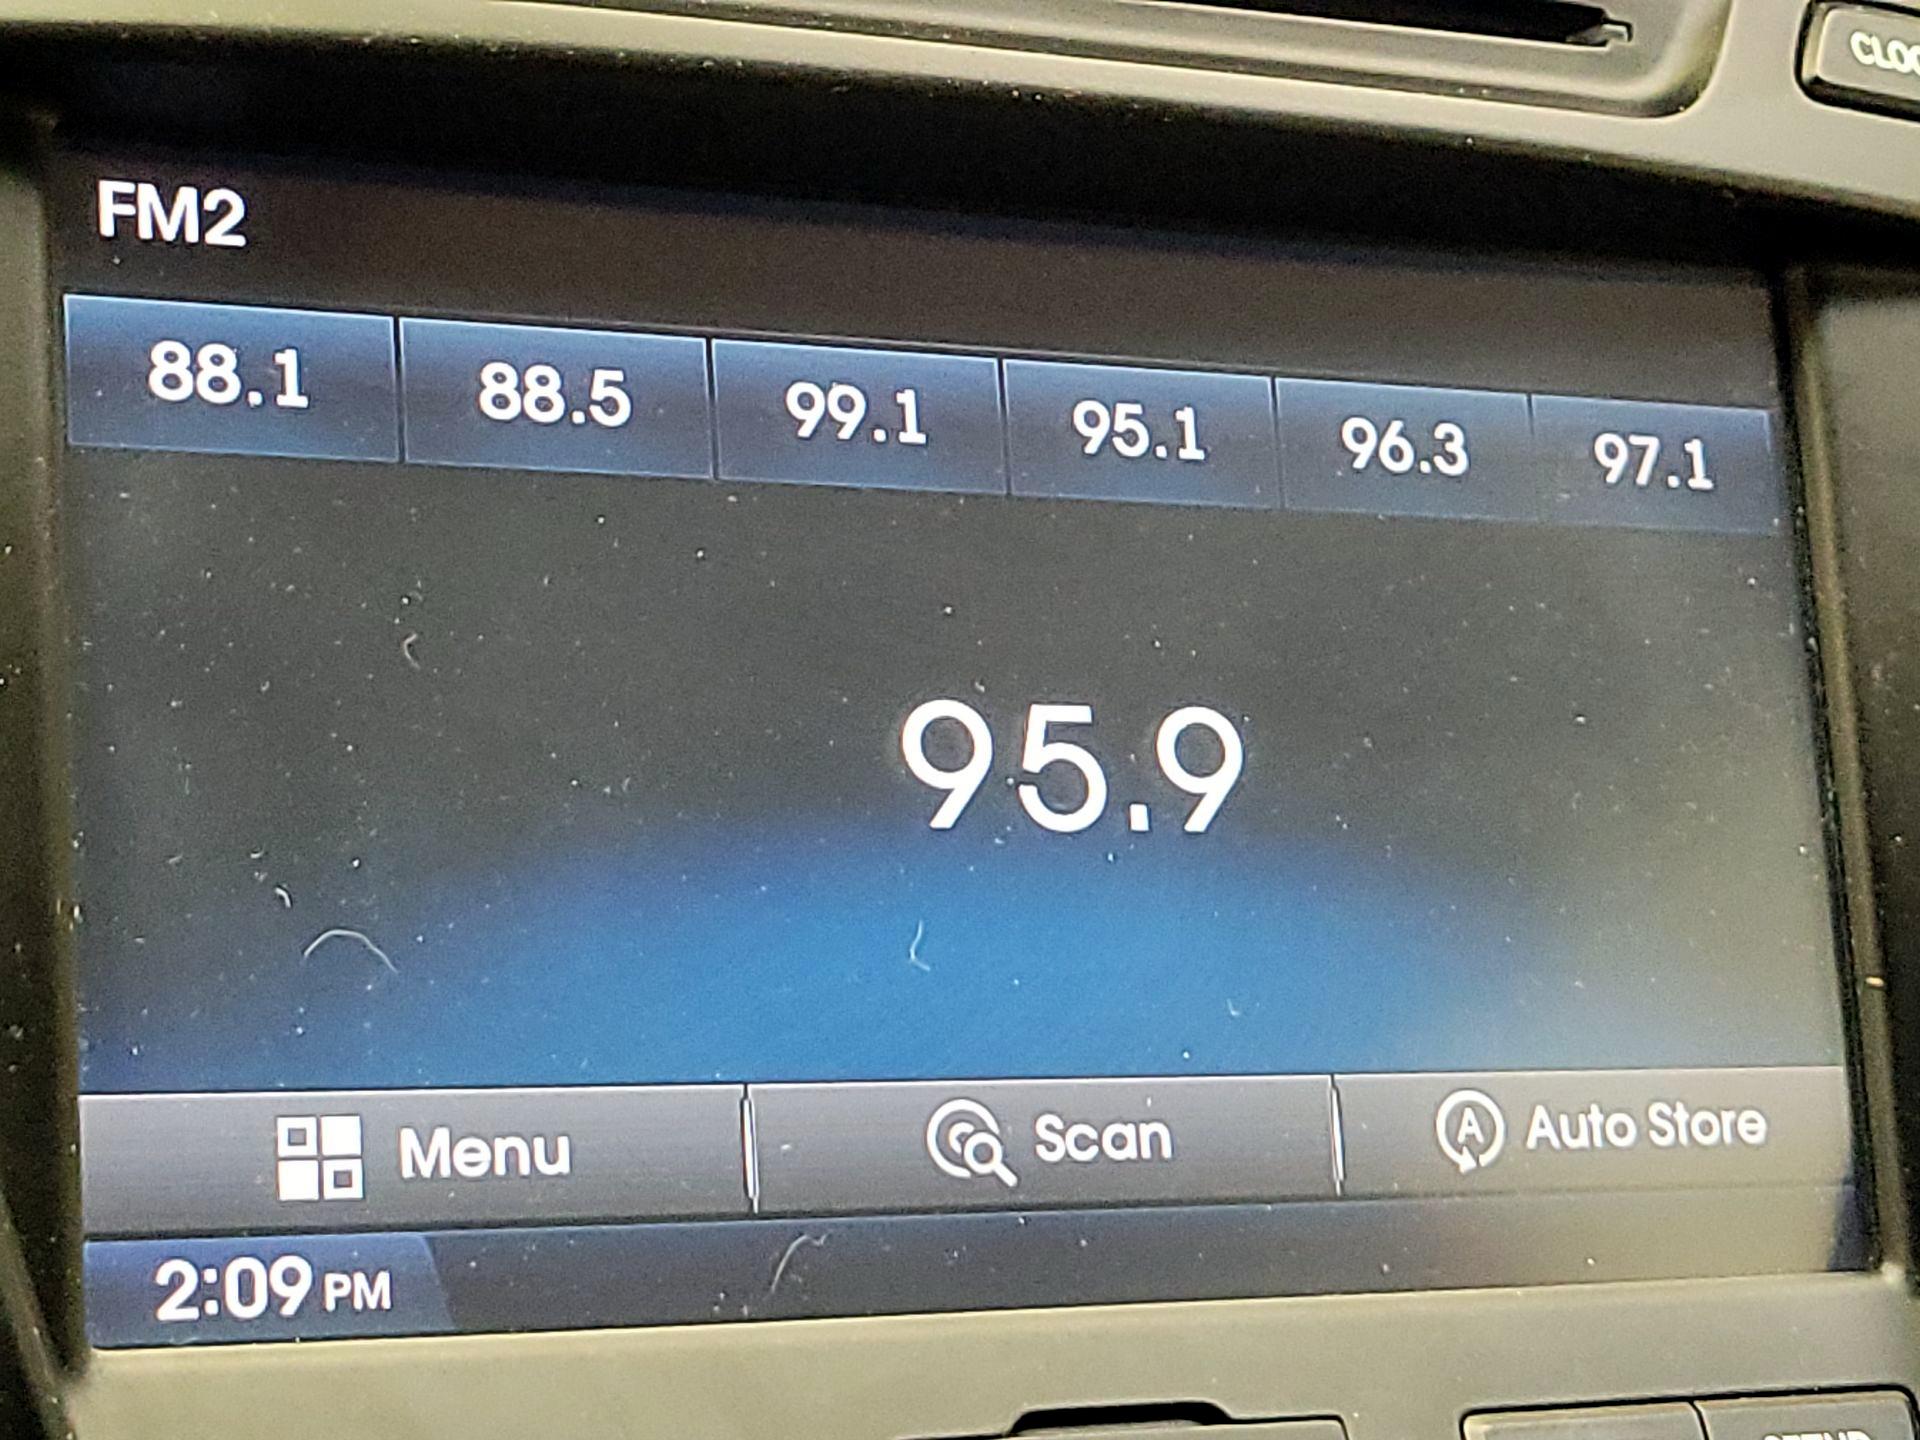 CLOC
FM2
88.1 88.5 99.1 95.1 96.3 97.1
95.9
Menu Scan Auto Store
2:09 PM